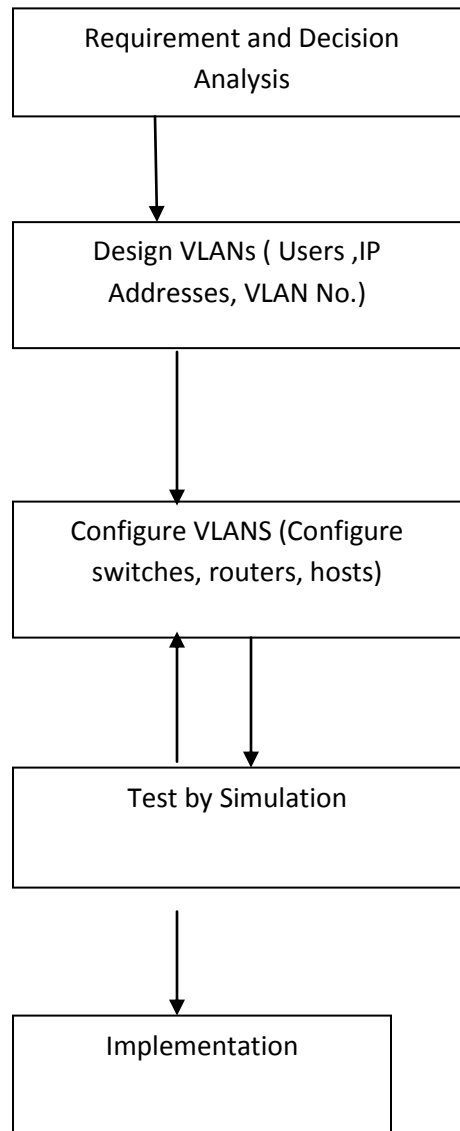 Requirement and Decision
Analysis
Design VLANs ( Users ,IP
Addresses, VLAN No.)
Configure VLANS (Configure
switches, routers, hosts)
Test by Simulation
Implementation